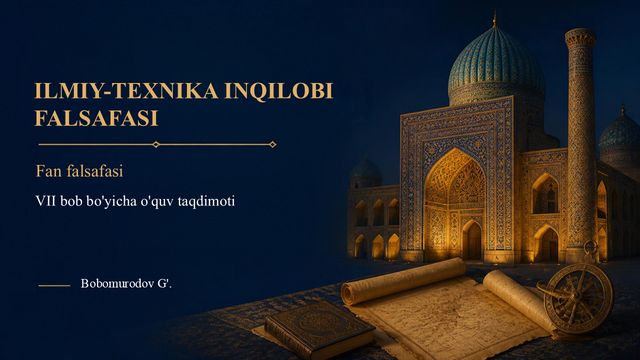 ILMIY-TEXNIKA INQILOBI
FALSAFASI
Fan falsafasi
VII bob bo'yicha o'quv taqdimoti
Bobomurodov G'.